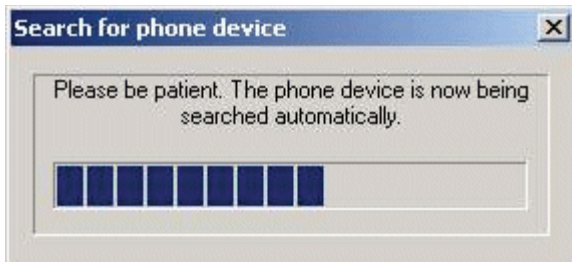 Search for phone device
Please be patient. The phone device is now being
searched automatically.